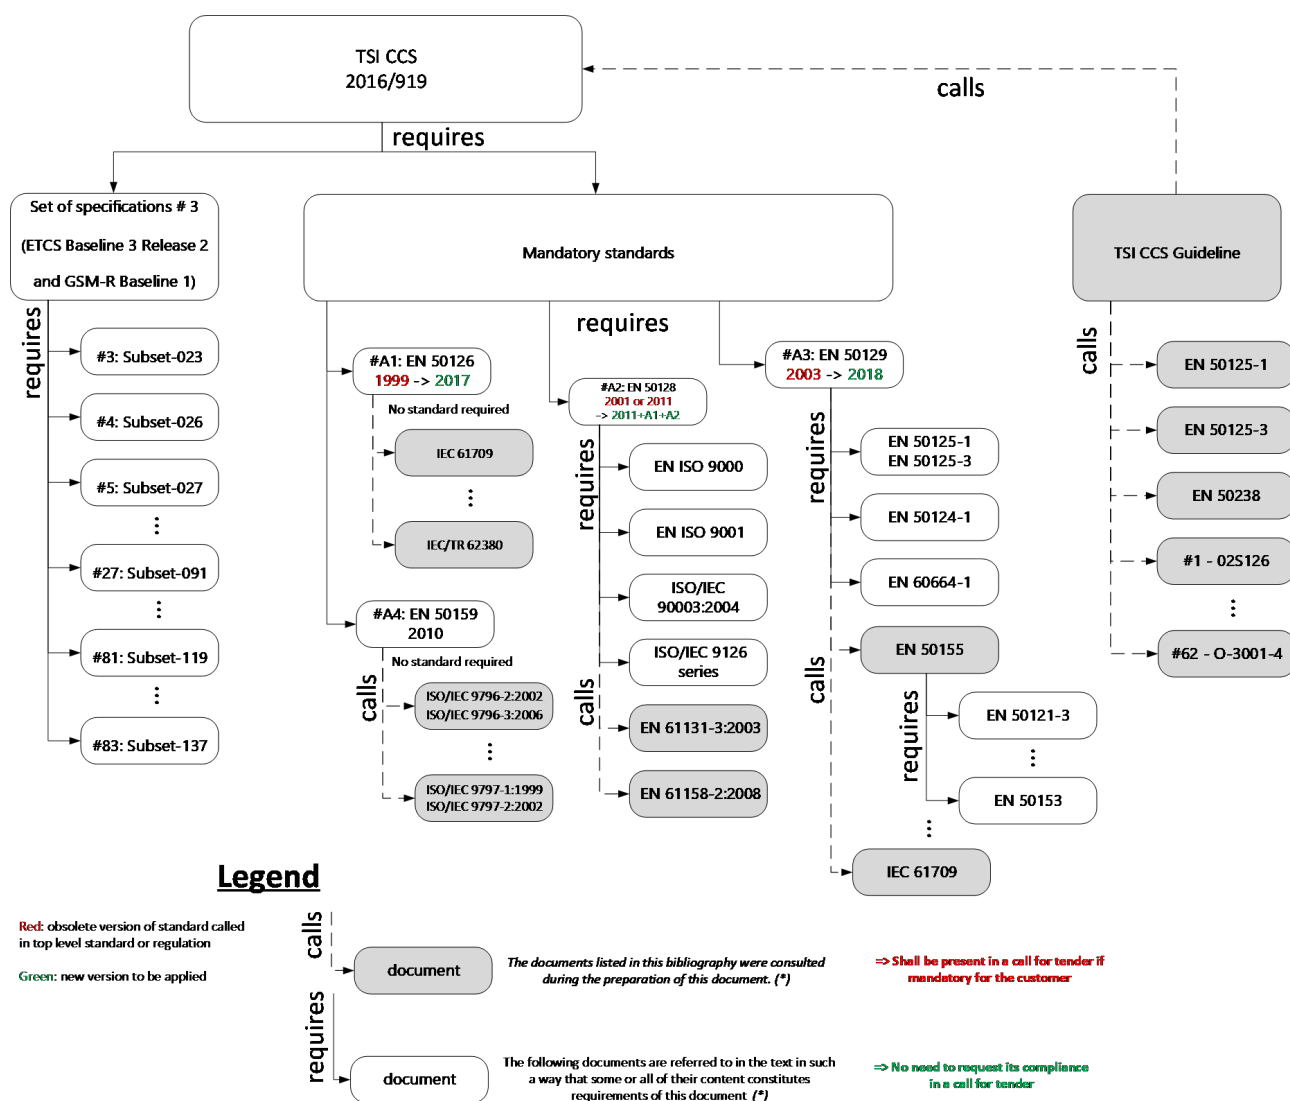 TSI CCS
2016/919
calls
requires
Set of specifications # 3
(ETCS Baseline 3 Release 2
and GSM-R Baseline 1)
Mandatory standards
TSI CCS Guideline
requires
requires
calls
#3: Subset-023
#4: Subset-026
#5: Subset-027
⋮
#27: Subset-091
⋮
#81: Subset-119
⋮
#83: Subset-137
#A1: EN 50126
1999 -> 2017
No standard required
IEC 61709
⋮
IEC/TR 62380
#A4: EN 50159
2010
No standard required
calls
ISO/IEC 9796-2:2002
ISO/IEC 9796-3:2006
⋮
ISO/IEC 9797-1:1999
ISO/IEC 9797-2:2002
#A2: EN 50128
2001 or 2011
-> 2011+A1+A2
requires
EN ISO 9000
EN ISO 9001
ISO/IEC
90003:2004
ISO/IEC 9126
series
calls
EN 61131-3:2003
EN 61158-2:2008
#A3: EN 50129
2003 -> 2018
requires
EN 50125-1
EN 50125-3
EN 50124-1
EN 60664-1
calls
EN 50155
requires
EN 50121-3
⋮
EN 50153
⋮
IEC 61709
EN 50125-1
EN 50125-3
EN 50238
#1 - 02S126
⋮
#62 - O-3001-4
Legend
Red: obsolete version of standard called
in top level standard or regulation
Green: new version to be applied
calls
document
The documents listed in this bibliography were consulted
during the preparation of this document. (*)
=> Shall be present in a call for tender if
mandatory for the customer
requires
document
The following documents are referred to in the text in such
a way that some or all of their content constitutes
requirements of this document (*)
=> No need to request its compliance
in a call for tender